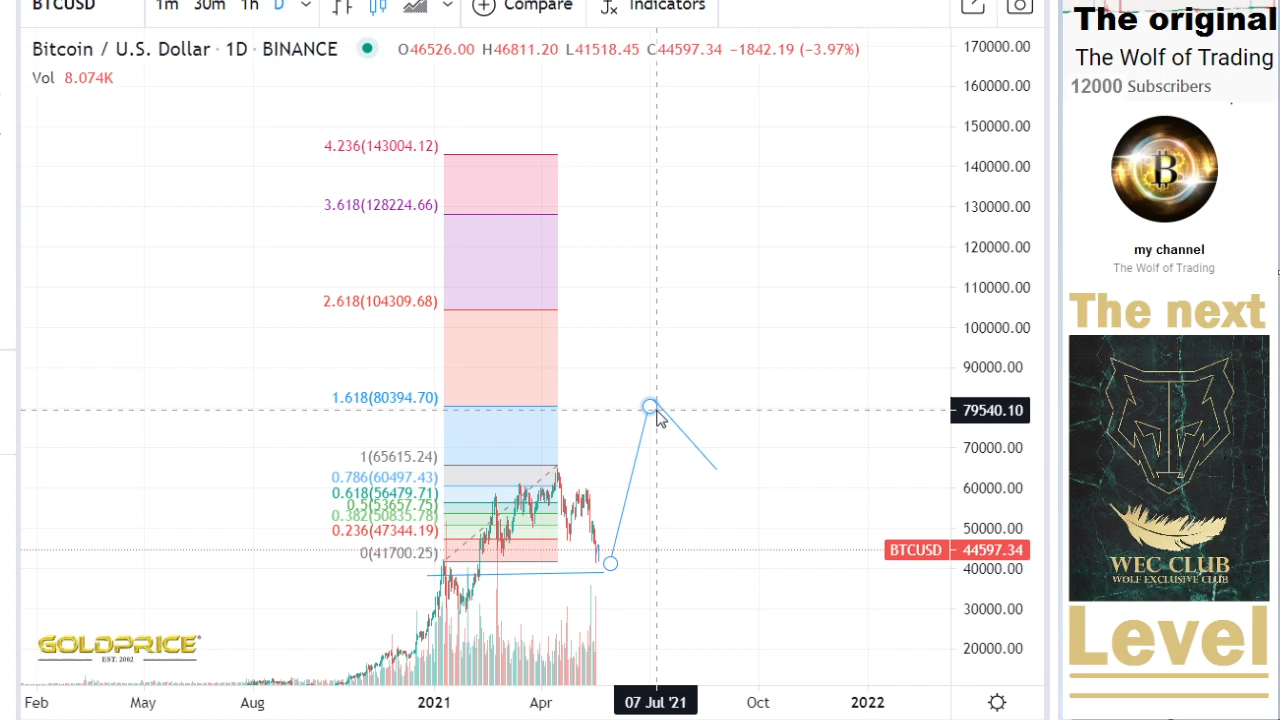 BTCUSD 1m 30m 1h D Compare Indicators
Bitcoin / U.S. Dollar · 1D · BINANCE O46526.00 H46811.20 L41518.45 C44597.34 −1842.19 (−3.97%)
Vol 8.074K
4.236(143004.12)
3.618(128224.66)
2.618(104309.68)
1.618(80394.70)
1(65615.24)
0.786(60497.43)
0.618(56479.71)
0.5(53657.75)
0.382(50835.78)
0.236(47344.19)
0(41700.25)
170000.00
160000.00
150000.00
140000.00
130000.00
120000.00
110000.00
100000.00
90000.00
79540.10
70000.00
60000.00
50000.00
BTCUSD 44597.34
40000.00
30000.00
20000.00
GOLDPRICE
EST. 2002
Feb May Aug 2021 Apr 07 Jul '21 Oct 2022
The original
The Wolf of Trading
12000 Subscribers
B
my channel
The Wolf of Trading
The next
WEC CLUB
WOLF EXCLUSIVE CLUB
Level